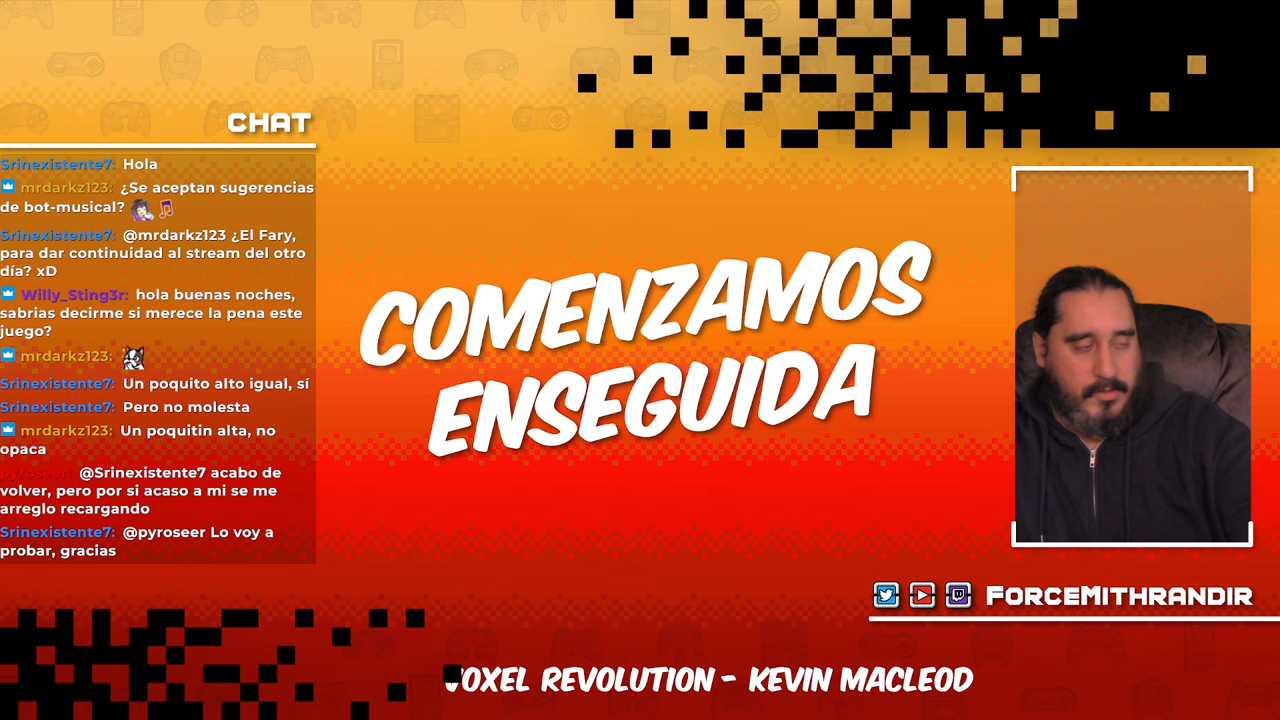 CHAT
Srinexistente7: Hola
mrdarkz123: ¿Se aceptan sugerencias
de bot-musical?
Srinexistente7: @mrdarkz123 ¿El Fary,
para dar continuidad al stream del otro
día? xD
Willy_Sting3r: hola buenas noches,
sabrias decirme si merece la pena este
juego?
mrdarkz123:
Srinexistente7: Un poquito alto igual, sí
Srinexistente7: Pero no molesta
mrdarkz123: Un poquitin alta, no
opaca
pyroseer: @Srinexistente7 acabo de
volver, pero por si acaso a mi se me
arreglo recargando
Srinexistente7: @pyroseer Lo voy a
probar, gracias
COMENZAMOS
ENSEGUIDA
FORCEMITHRANDIR
VOXEL REVOLUTION - KEVIN MACLEOD